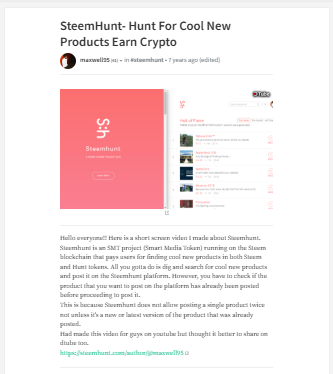 SteemHunt- Hunt For Cool New
Products Earn Crypto
maxwell95 • in #steemhunt • 7 years ago (edited)
DTube
Steemhunt
Hall of Fame
Hello everyone!!! Here is a short screen video I made about Steemhunt.
Steemhunt is an SMT project (Smart Media Token) running on the Steem
blockchain that pays users for finding cool new products in both Steem
and Hunt tokens. All you gotta do is dig and search for cool new products
and post it on the Steemhunt platform. However, you have to check if the
product that you want to post on the platform has already been posted
before proceeding to post it.
This is because Steemhunt does not allow posting a single product twice
not unless it's a new or latest version of the product that was already
posted.
Had made this video for guys on youtube but thought it better to share on
dtube too.
https://steemhunt.com/author/@maxwell95